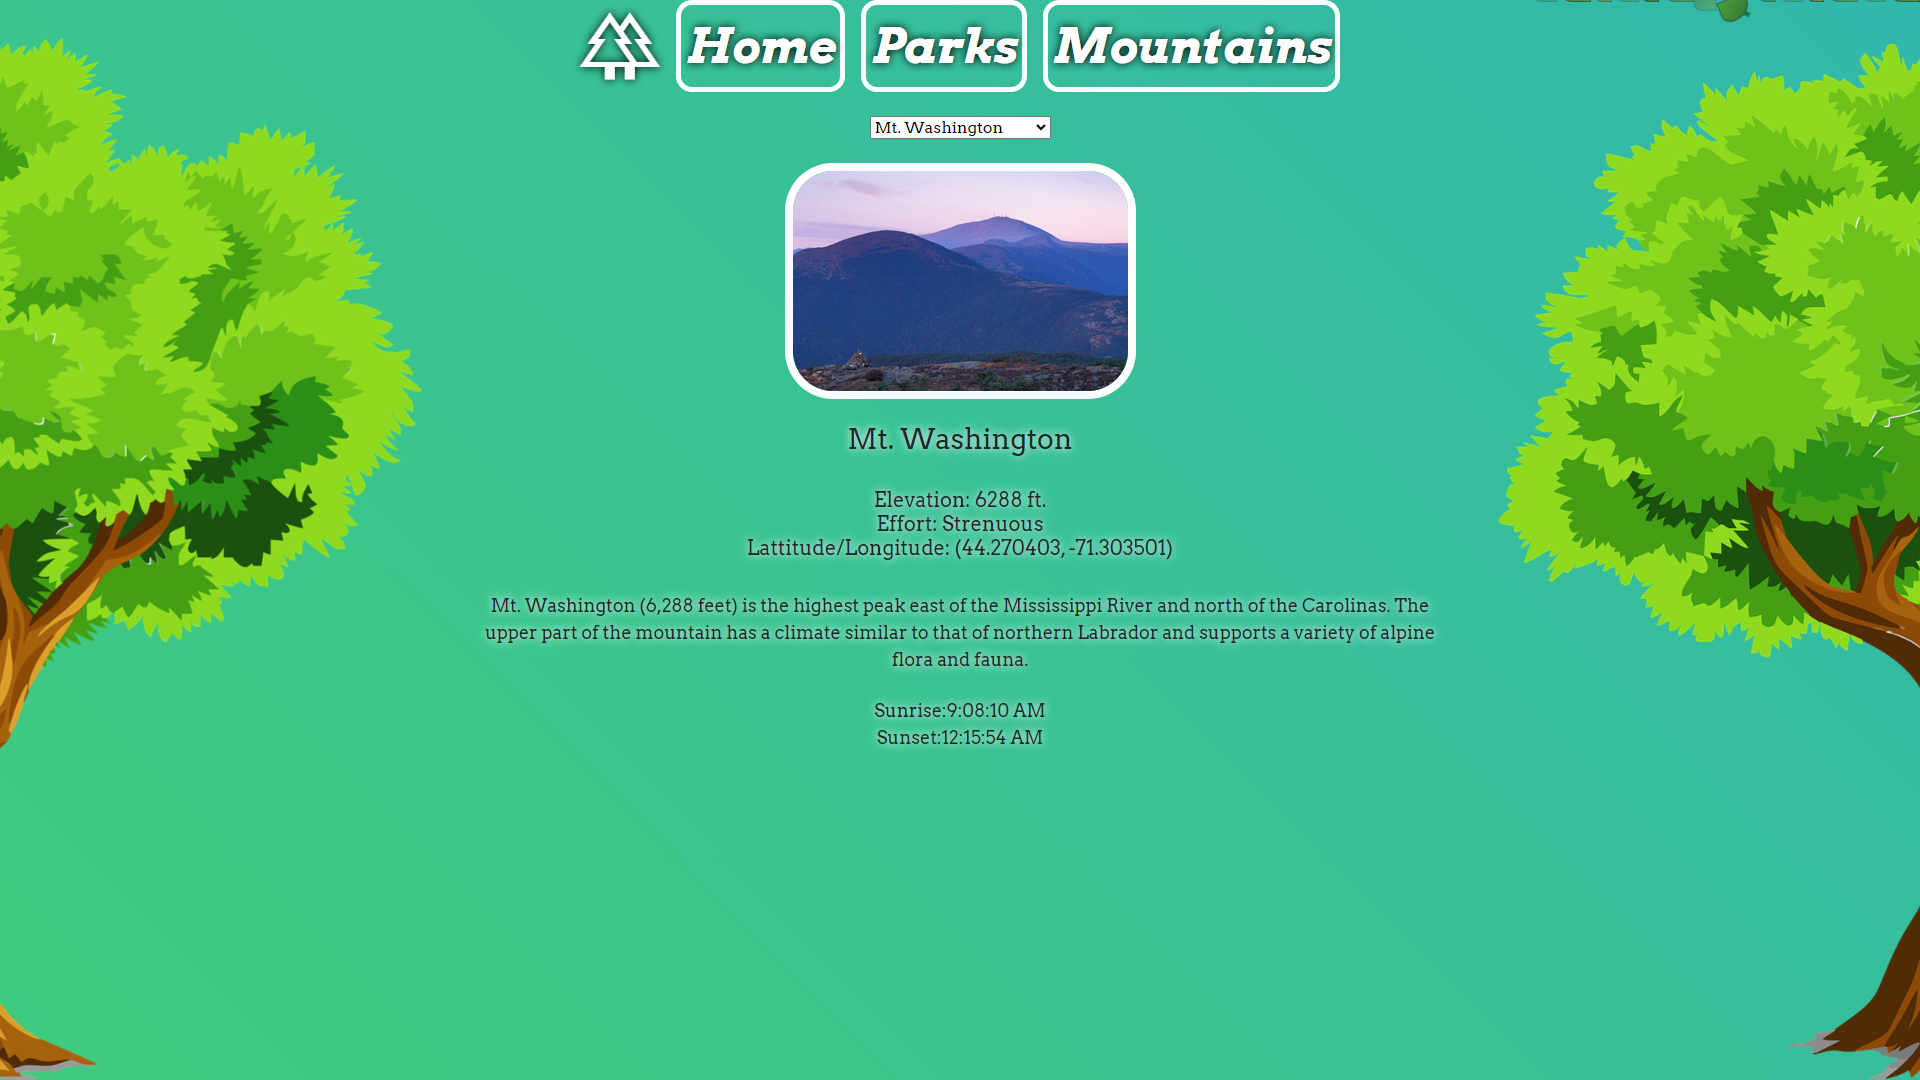 Home Parks Mountains
Mt. Washington
Mt. Washington
Elevation: 6288 ft.
Effort: Strenuous
Lattitude/Longitude: (44.270403, -71.303501)
Mt. Washington (6,288 feet) is the highest peak east of the Mississippi River and north of the Carolinas. The
upper part of the mountain has a climate similar to that of northern Labrador and supports a variety of alpine
flora and fauna.
Sunrise:9:08:10 AM
Sunset:12:15:54 AM